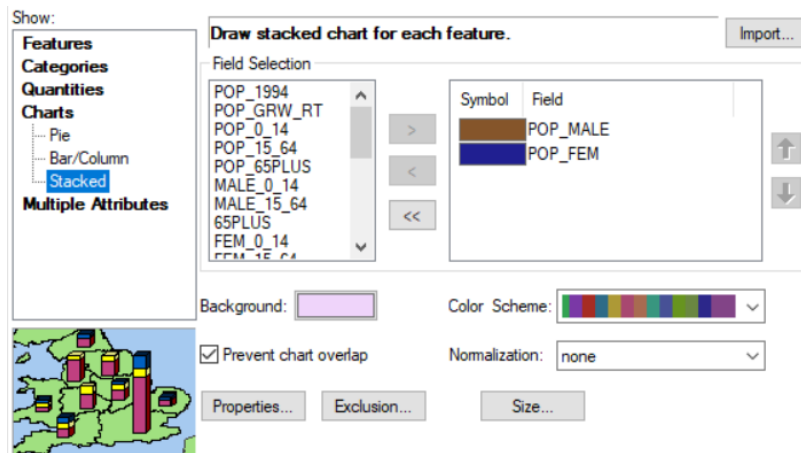 Show:
Features
Categories
Quantities
Charts
Pie
Bar/Column
Stacked
Multiple Attributes
Draw stacked chart for each feature.
Import...
Field Selection
POP_1994
POP_GRW_RT
POP_0_14
POP_15_64
POP_65PLUS
MALE_0_14
MALE_15_64
65PLUS
FEM_0_14
FEM_15_64
>
<
<<
Symbol Field
POP_MALE
POP_FEM
Background:
Color Scheme:
Prevent chart overlap
Normalization: none
Properties... Exclusion... Size...